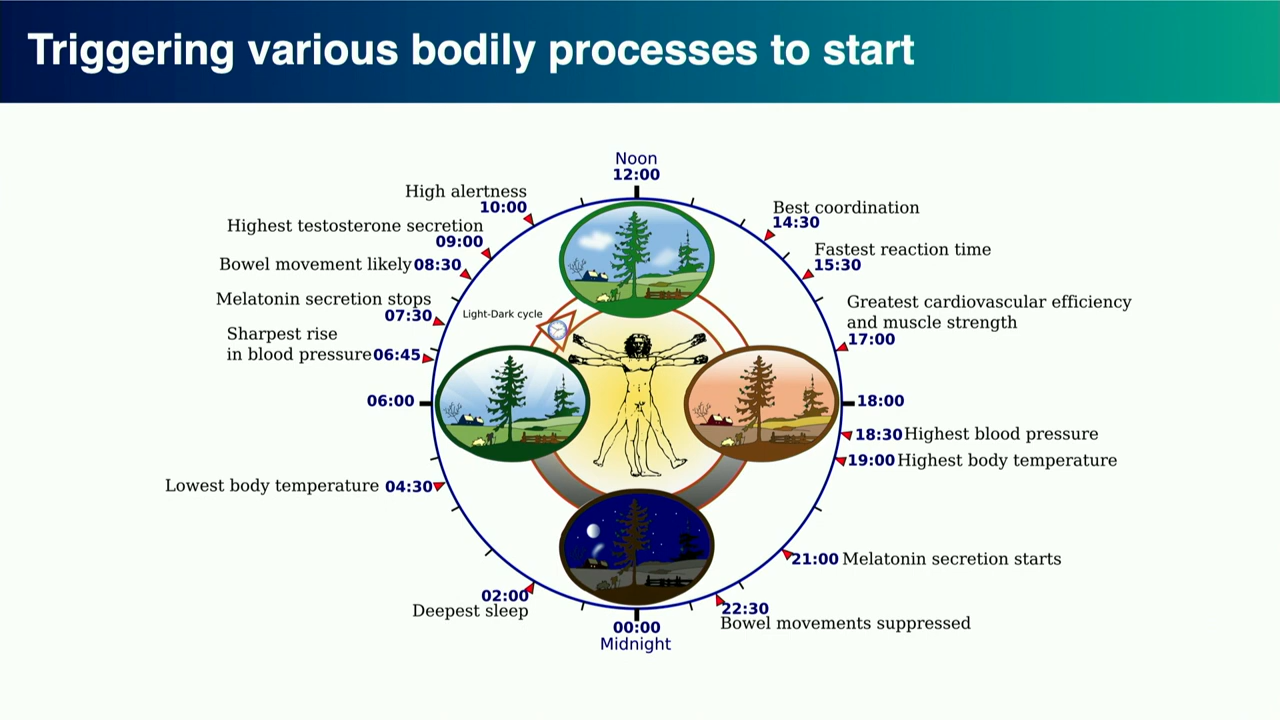 Triggering various bodily processes to start
Noon
12:00
High alertness
10:00
Highest testosterone secretion
09:00
Bowel movement likely 08:30
Melatonin secretion stops
07:30
Sharpest rise
in blood pressure 06:45
06:00
Lowest body temperature 04:30
02:00
Deepest sleep
00:00
Midnight
Light-Dark cycle
Best coordination
14:30
Fastest reaction time
15:30
Greatest cardiovascular efficiency
and muscle strength
17:00
18:00
18:30 Highest blood pressure
19:00 Highest body temperature
21:00 Melatonin secretion starts
22:30
Bowel movements suppressed